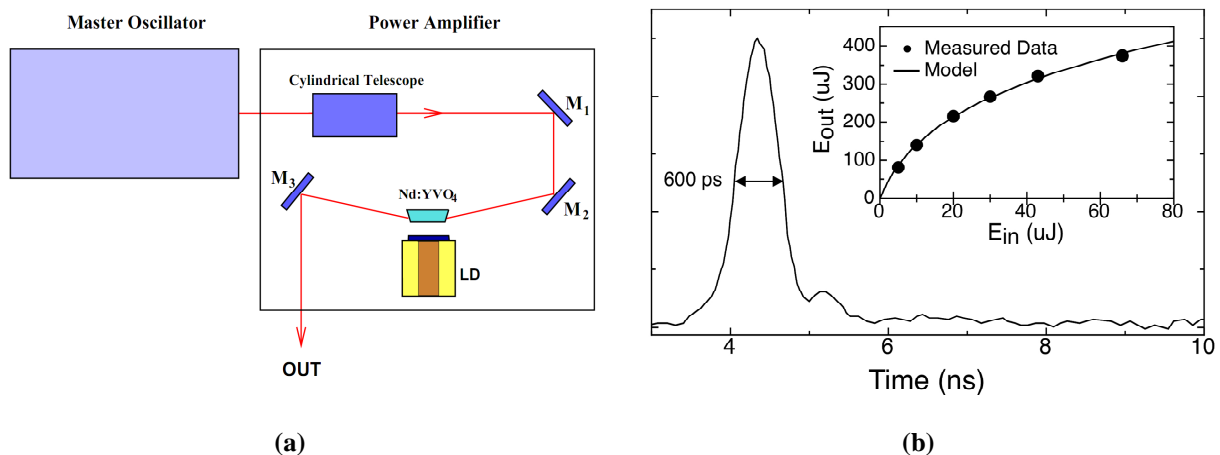 Master Oscillator
Power Amplifier
Cylindrical Telescope
M1
M3
Nd:YVO4
M2
LD
OUT
(a)
400
300
200
100
0
Eout (uJ)
Measured Data
Model
0 20 40 60 80
Ein (uJ)
600 ps
4 6 8 10
Time (ns)
(b)